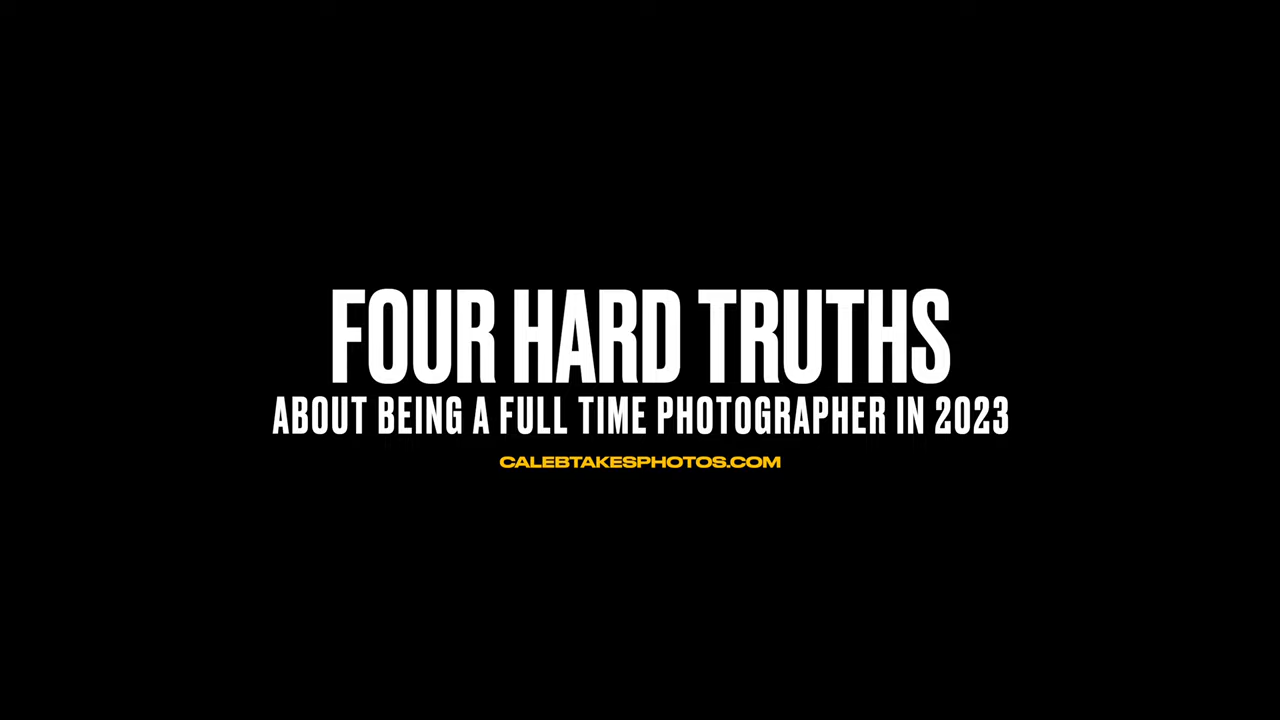 FOUR HARD TRUTHS
ABOUT BEING A FULL TIME PHOTOGRAPHER IN 2023
CALEBTAKESPHOTOS.COM